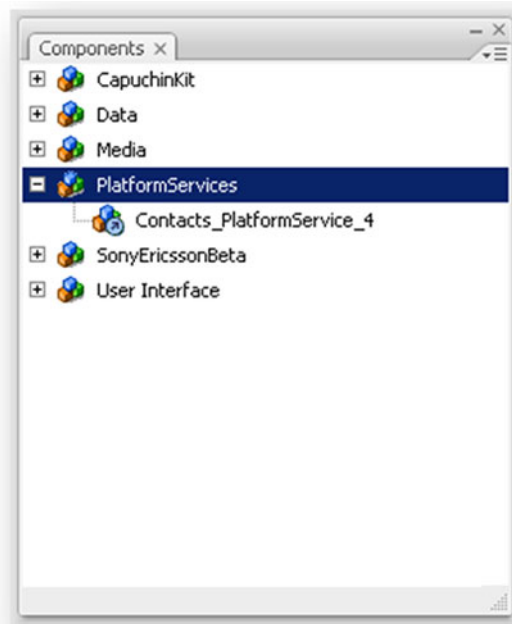 Components
CapuchinKit
Data
Media
PlatformServices
Contacts_PlatformService_4
SonyEricssonBeta
User Interface